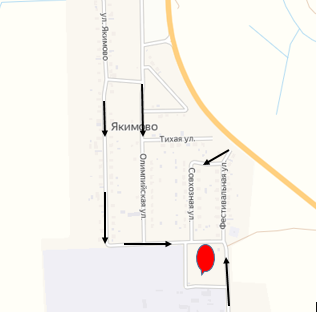 ул. Якимово
Якимово
Тихая ул.
Олимпийская ул.
Совхозная ул.
Фестивальная ул.